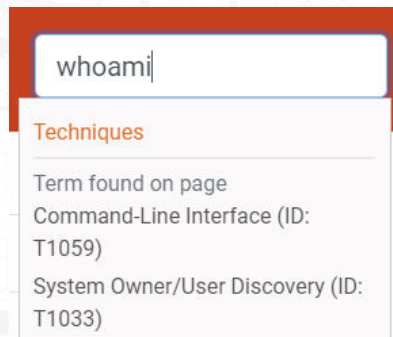 whoami
Techniques
Term found on page
Command-Line Interface (ID:
T1059)
System Owner/User Discovery (ID:
T1033)